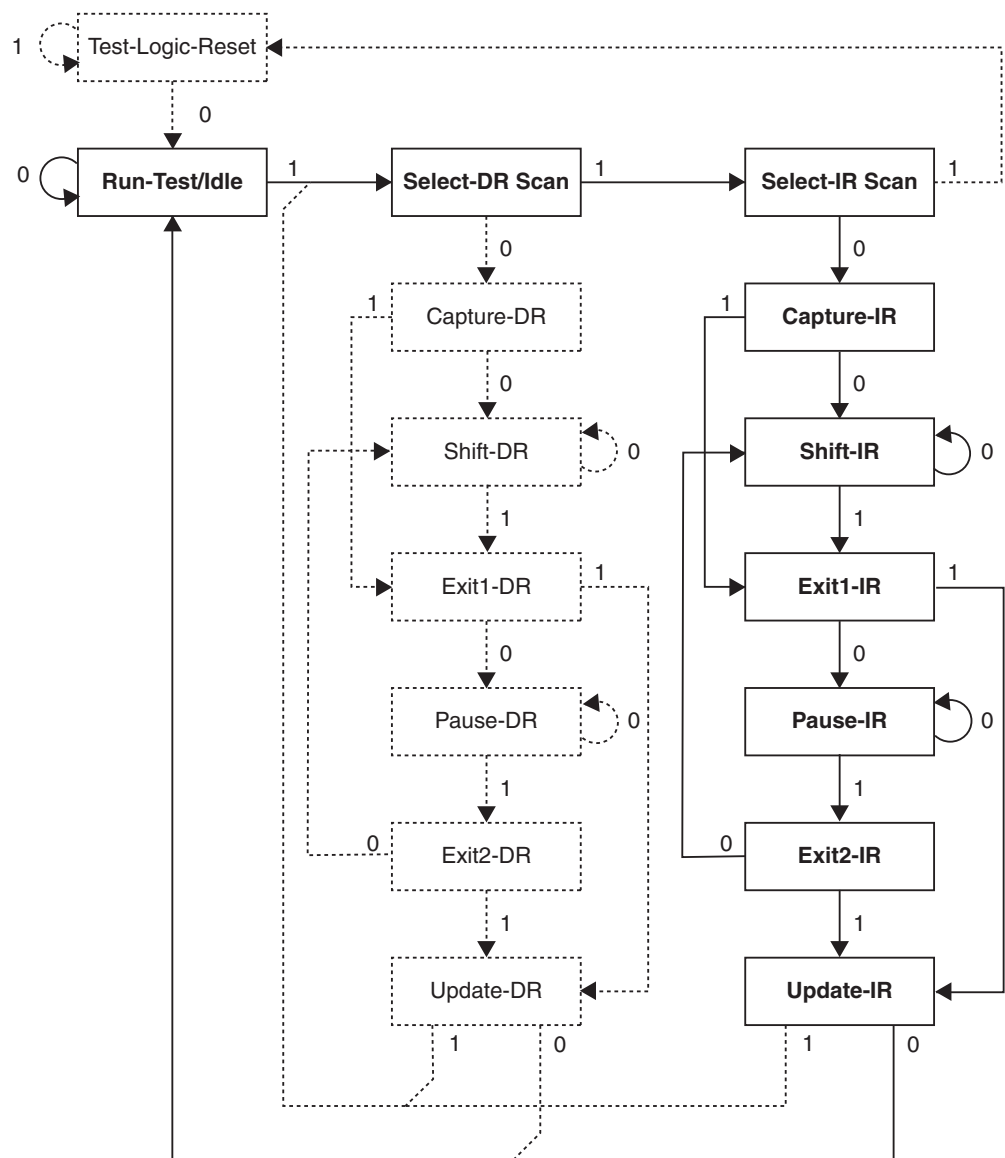 1
Test-Logic-Reset
0
0
Run-Test/Idle
1
Select-DR Scan
1
Select-IR Scan
1
0
0
1
Capture-DR
1
Capture-IR
0
0
Shift-DR
0
Shift-IR
0
1
1
Exit1-DR
1
Exit1-IR
1
0
0
Pause-DR
0
Pause-IR
0
1
1
0
Exit2-DR
0
Exit2-IR
1
1
Update-DR
Update-IR
1
0
1
0